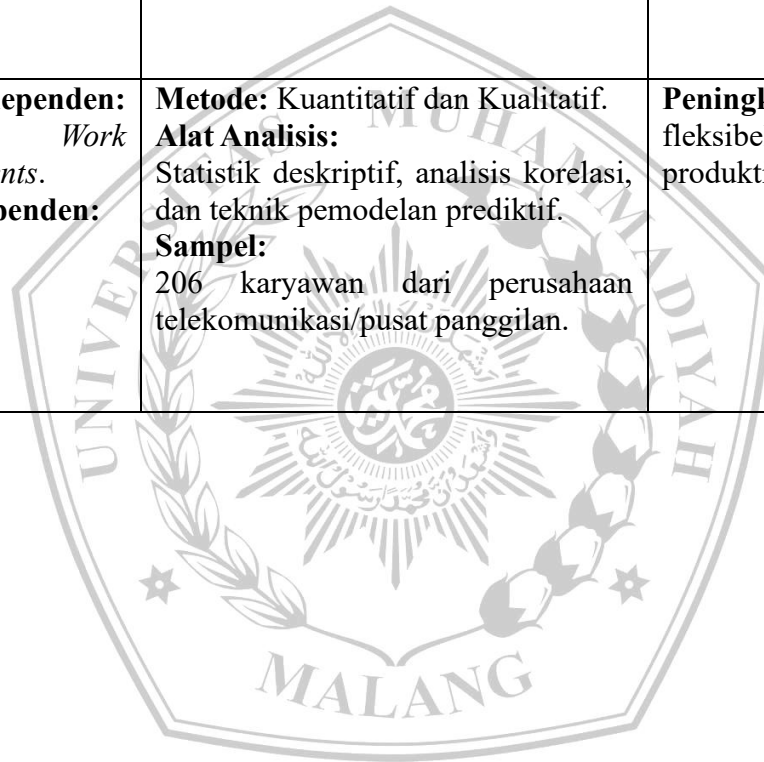 ependen:
Work
nts.
penden:
Metode: Kuantitatif dan Kualitatif.
Alat Analisis:
Statistik deskriptif, analisis korelasi,
dan teknik pemodelan prediktif.
Sampel:
206 karyawan dari perusahaan
telekomunikasi/pusat panggilan.
Peningk
fleksibe
produkti
UNIVERSITAS MUHAMMADIYAH
MALANG